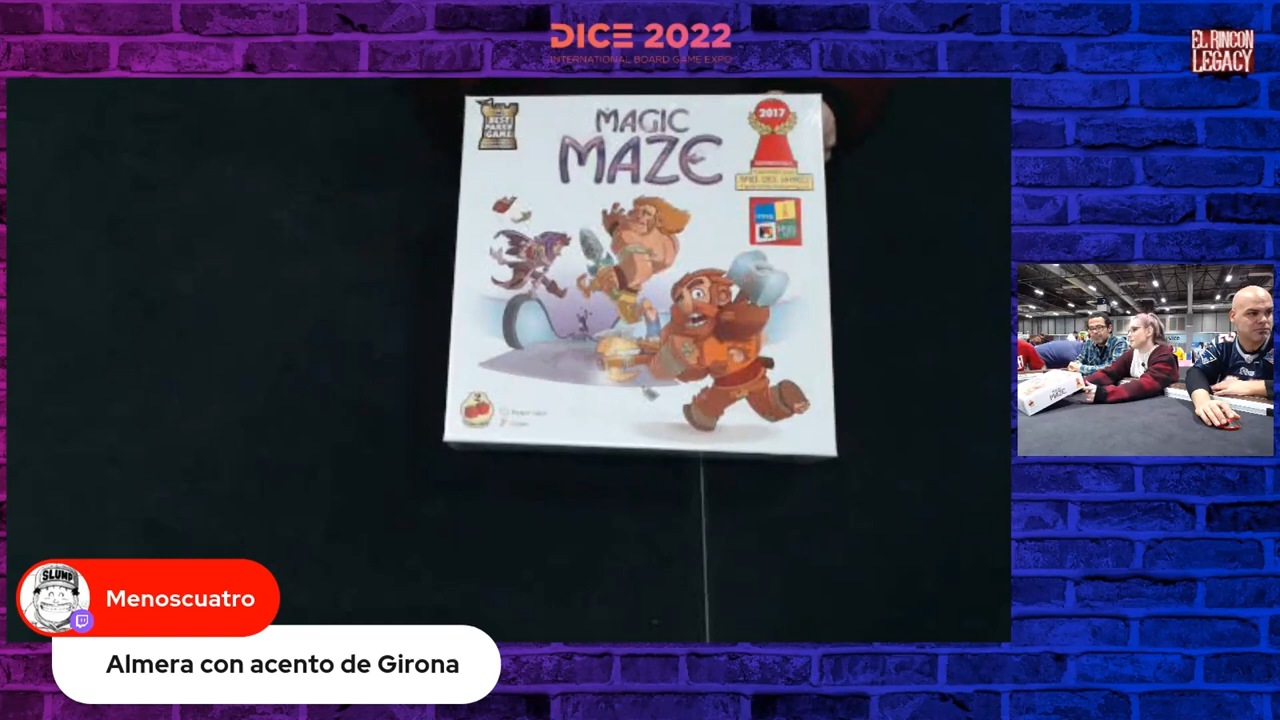 DICE 2022
INTERNATIONAL BOARD GAME EXPO
EL RINCON
LEGACY
BEST
PARTY
GAME
MAGIC
MAZE
2017
SPIEL DES JAHRES
2
MAZE
SLUMP
Menoscuatro
Almera con acento de Girona